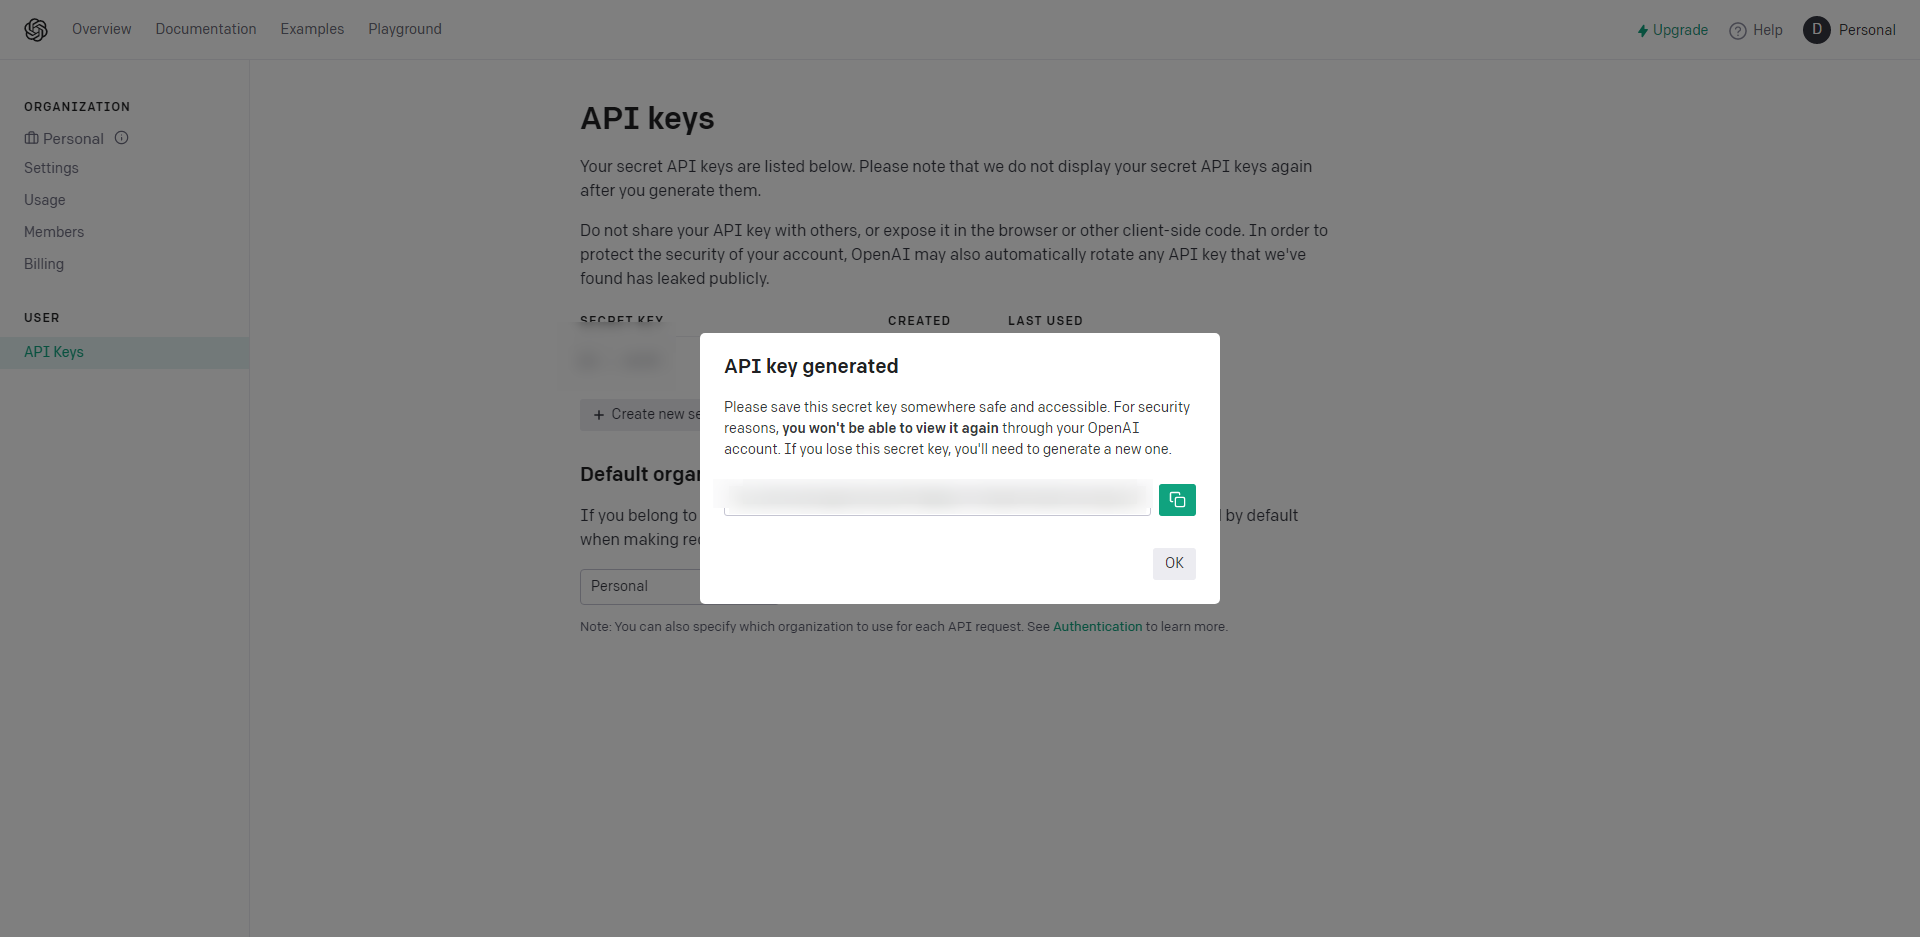 Overview Documentation Examples Playground
Upgrade Help D Personal
ORGANIZATION
Personal
Settings
Usage
Members
Billing
USER
API Keys
API keys
Your secret API keys are listed below. Please note that we do not display your secret API keys again
after you generate them.
Do not share your API key with others, or expose it in the browser or other client-side code. In order to
protect the security of your account, OpenAI may also automatically rotate any API key that we've
found has leaked publicly.
SECRET KEY CREATED LAST USED
+ Create new se
Default orgar
If you belong to
by default
when making
Personal
Note: You can also specify which organization to use for each API request. See Authentication to learn more.
API key generated
Please save this secret key somewhere safe and accessible. For security
reasons, you won't be able to view it again through your OpenAI
account. If you lose this secret key, you'll need to generate a new one.
OK